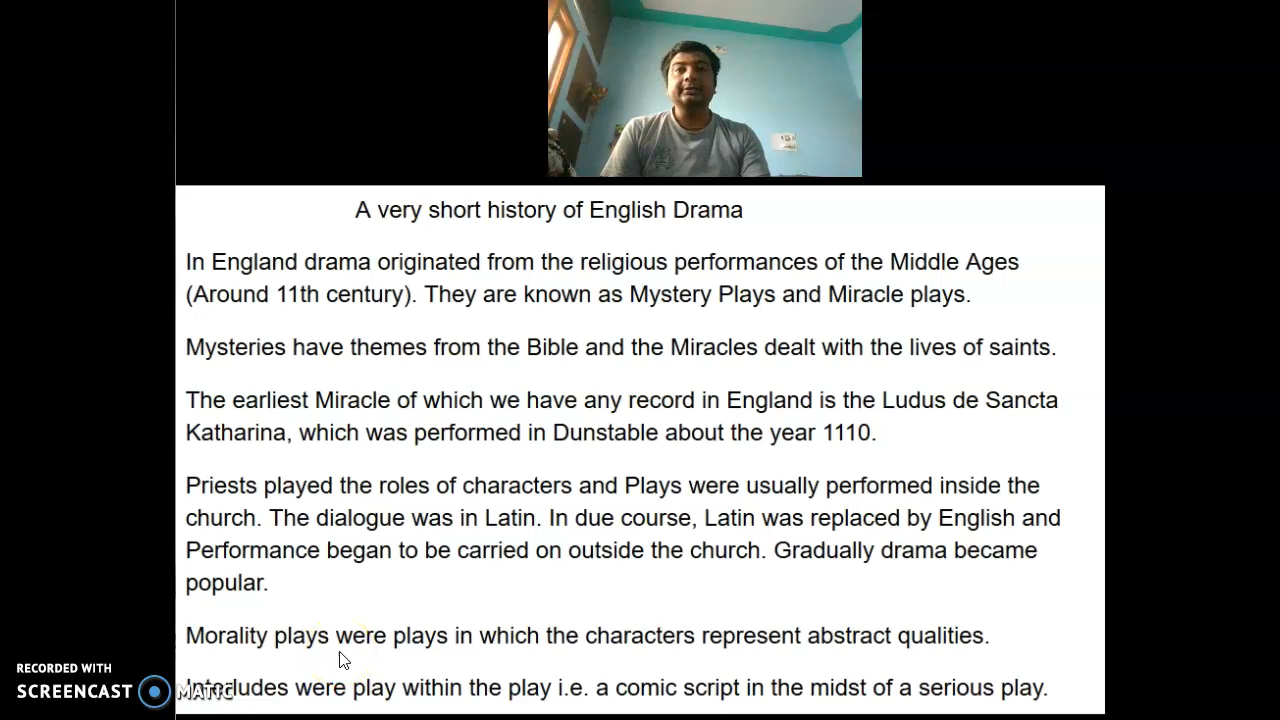 A very short history of English Drama
In England drama originated from the religious performances of the Middle Ages
(Around 11th century). They are known as Mystery Plays and Miracle plays.
Mysteries have themes from the Bible and the Miracles dealt with the lives of saints.
The earliest Miracle of which we have any record in England is the Ludus de Sancta
Katharina, which was performed in Dunstable about the year 1110.
Priests played the roles of characters and Plays were usually performed inside the
church. The dialogue was in Latin. In due course, Latin was replaced by English and
Performance began to be carried on outside the church. Gradually drama became
popular.
Morality plays were plays in which the characters represent abstract qualities.
Interludes were play within the play i.e. a comic script in the midst of a serious play.
RECORDED WITH
SCREENCAST MATIC